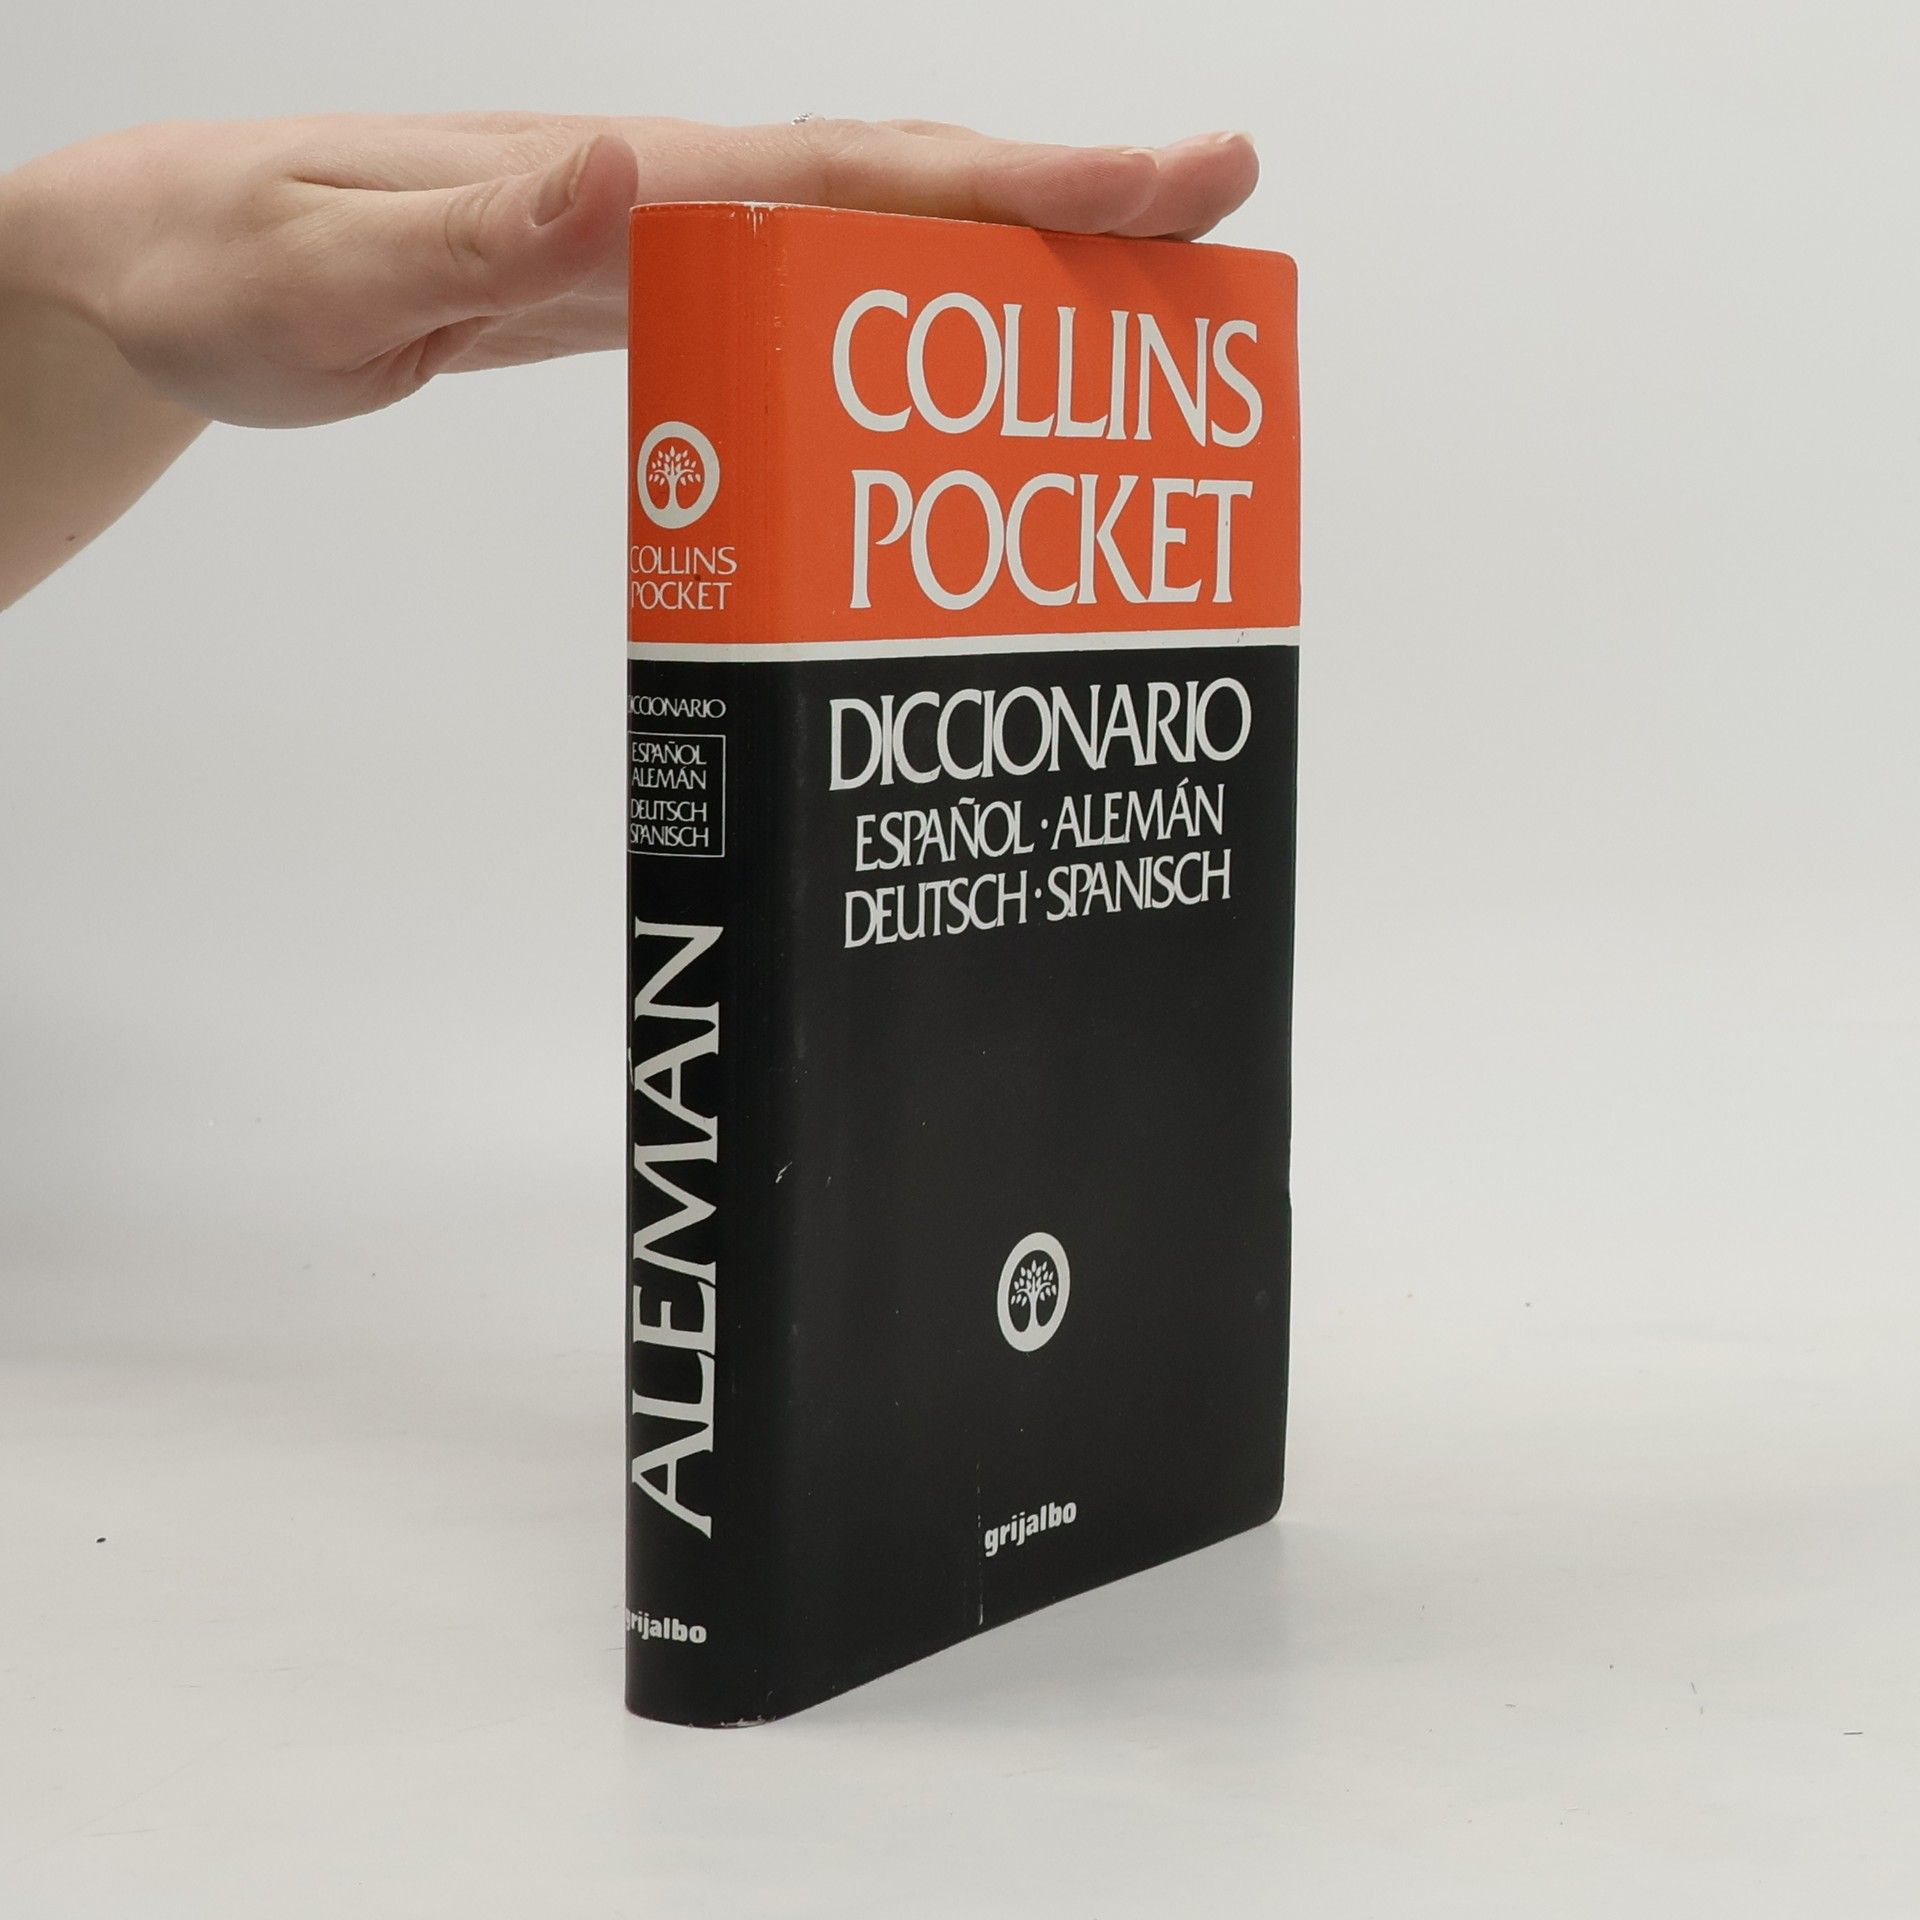 COLLINS
POCKET
DICCIONARIO
ESPAÑOL
ALEMÁN
DEUTSCH
SPANISCH
ALEMÁN
grijalbo
COLLINS
POCKET
DICCIONARIO
ESPAÑOL · ALEMÁN
DEUTSCH · SPANISCH
grijalbo